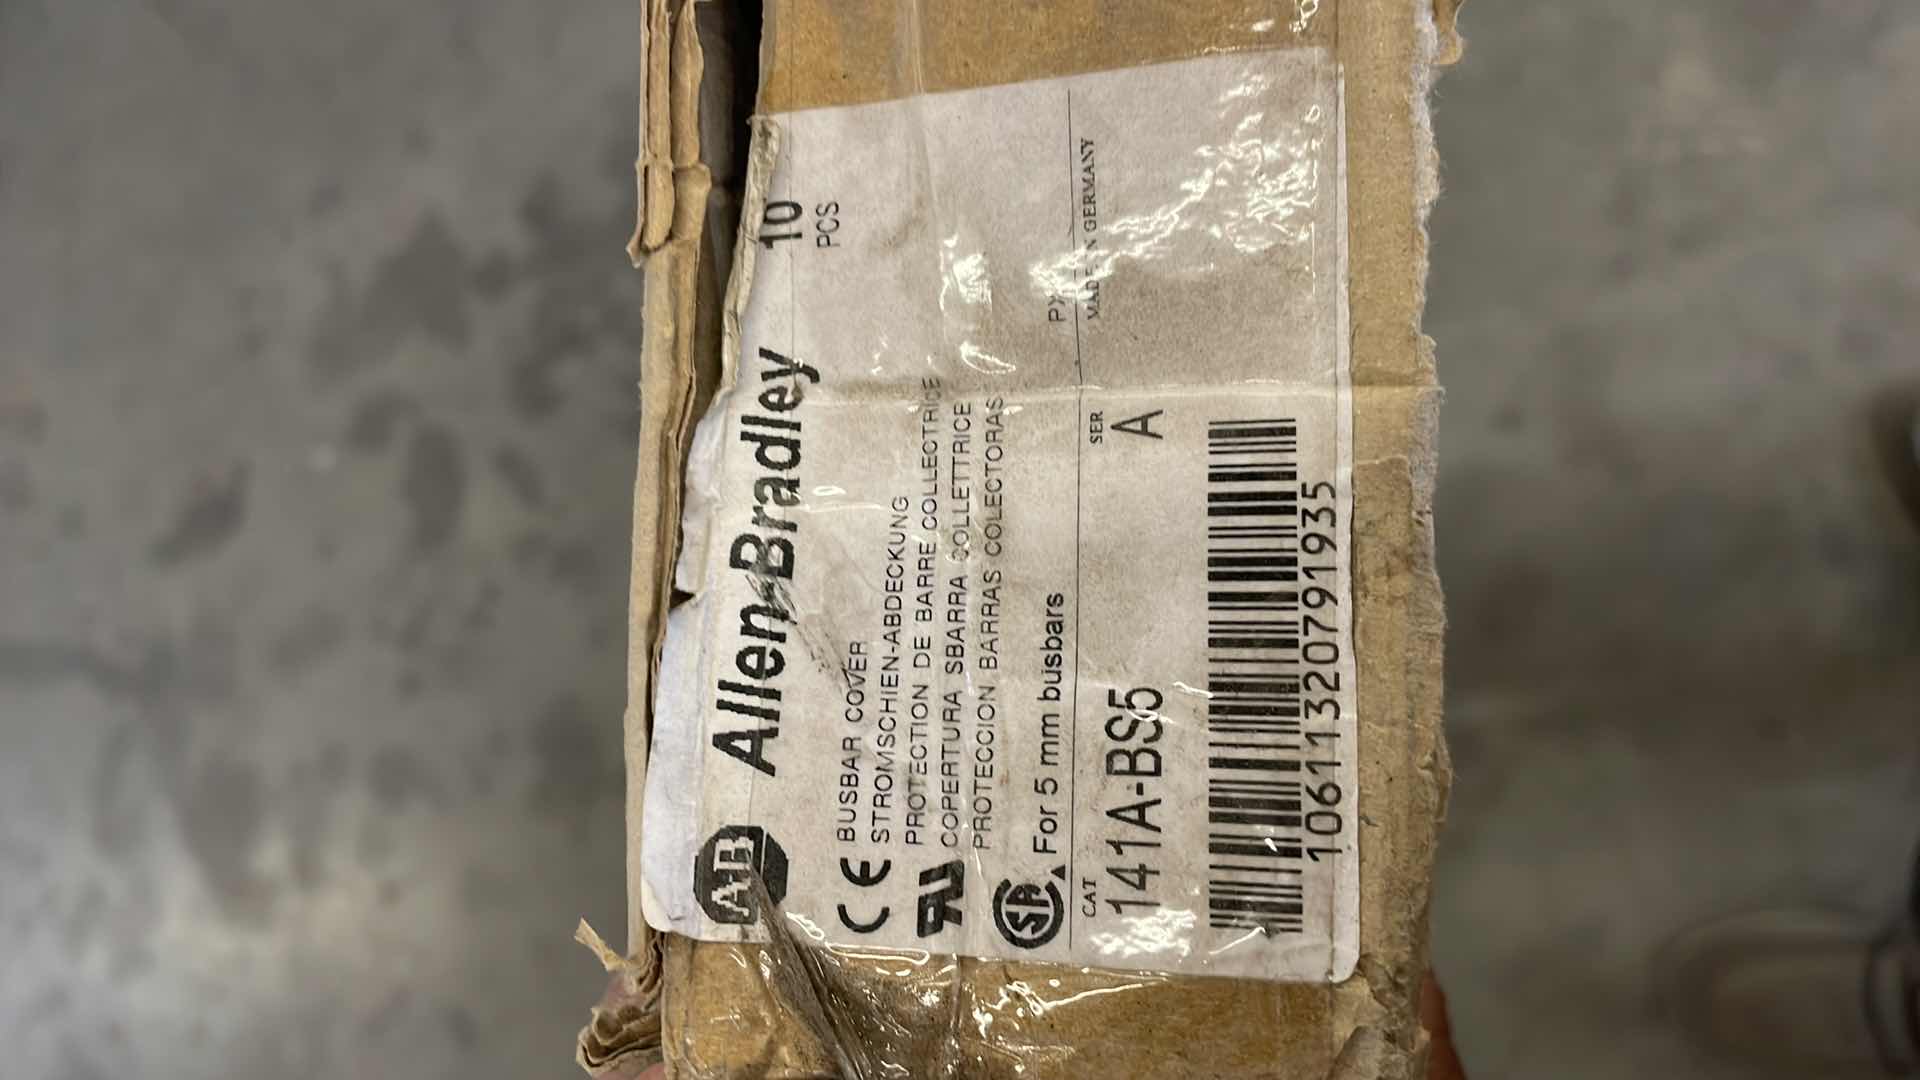 AB Allen-Bradley 10
PCS
BUSBAR COVER
STROMSCHIEN-ABDECKUNG
PROTECTION DE BARRE COLLECTRICE
COPERTURA SBARRA COLLETTRICE
PROTECCION BARRAS COLECTORAS
For 5 mm busbars
CAT SER MADE IN GERMANY
141A-BS5 A
10611320791935